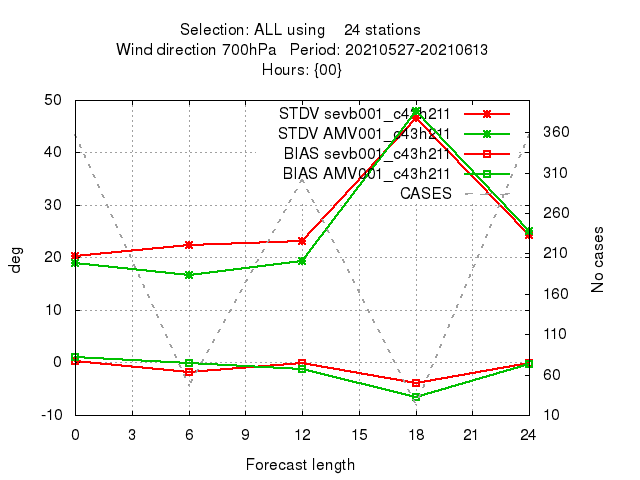 Selection: ALL using    24 stations
Wind direction 700hPa   Period: 20210527-20210613
Hours: {00}
STDV sevb001_c43h211
STDV AMV001_c43h211
BIAS sevb001_c43h211
BIAS AMV001_c43h211
CASES
50
40
30
20
10
0
-10
deg
360
310
260
210
160
110
60
10
No cases
0 3 6 9 12 15 18 21 24
Forecast length